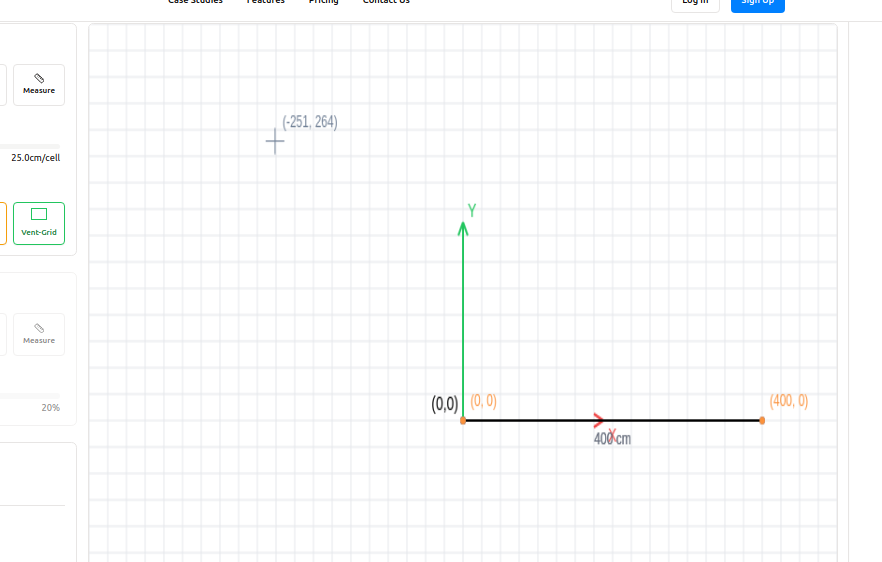 Case Studies Features Pricing Contact Us Log In Sign Up
Measure
25.0cm/cell
Vent-Grid
Measure
20%
(-251, 264)
Y
(0,0) (0, 0) (400, 0)
X
400 cm